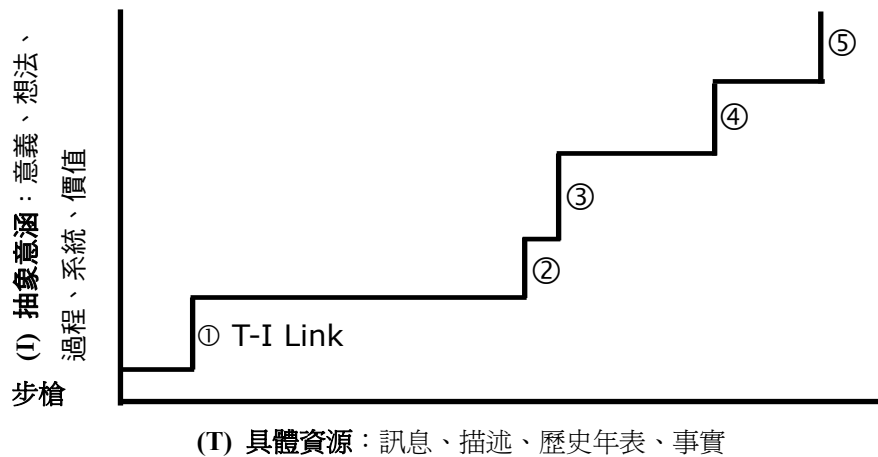 (I) 抽象意涵：意義、想法、
過程、系統、價值
⑤
④
③
②
① T-I Link
步槍
(T) 具體資源：訊息、描述、歷史年表、事實